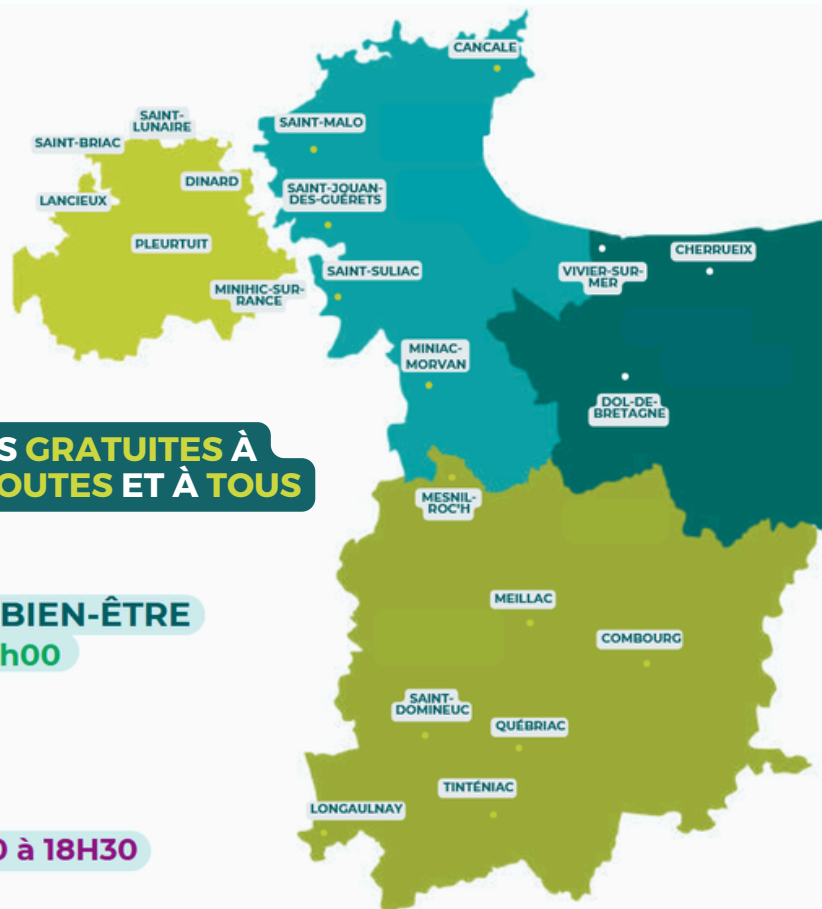 CANCALE
SAINT-
LUNAIRE
SAINT-MALO
SAINT-BRIAC
DINARD
SAINT-JOUAN-
DES-GUÉRETS
LANCIEUX
PLEURTUIT
CHERRUEIX
SAINT-SULIAC
VIVIER-SUR-
MER
MINIHIC-SUR-
RANCE
MINIAC-
MORVAN
DOL-DE-
BRETAGNE
S GRATUITES À
OUTES ET À TOUS
MESNIL-
ROC'H
MEILLAC
BIEN-ÊTRE
h00
COMBOURG
SAINT-
DOMINEUC
QUÉBRIAC
TINTÉNIAC
LONGAULNAY
0 à 18H30